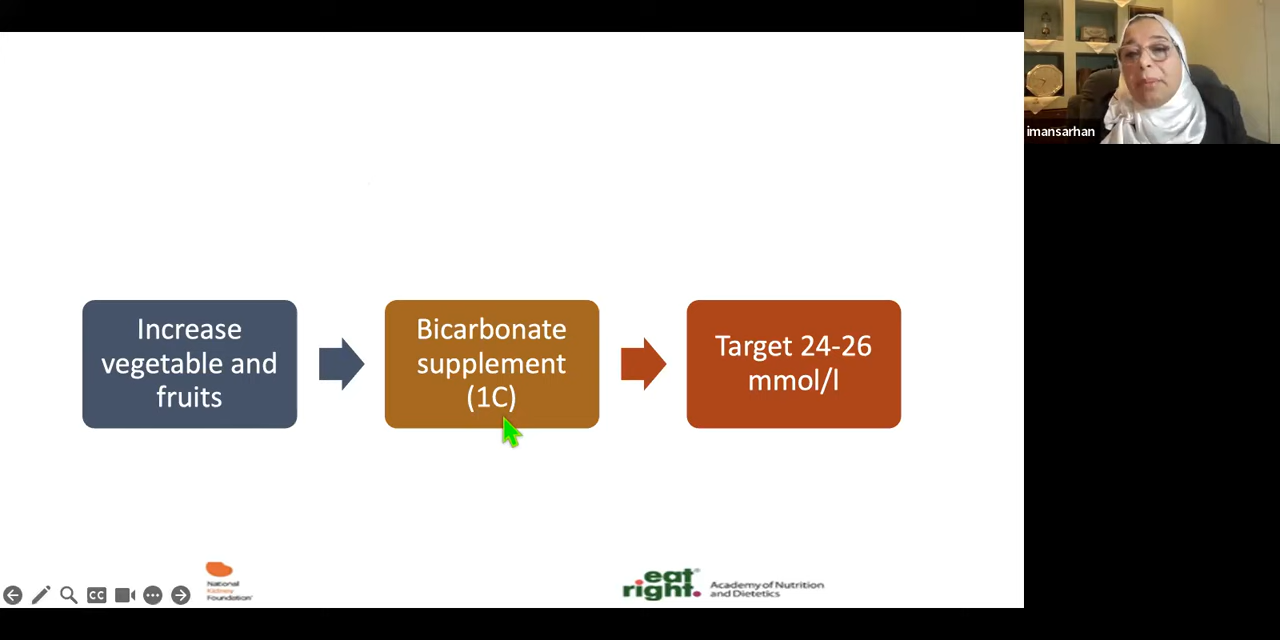 imansarhan
Increase
vegetable and
fruits
Bicarbonate
supplement
(1C)
Target 24-26
mmol/l
CC
National
Kidney
Foundation®
eat
right.
Academy of Nutrition
and Dietetics